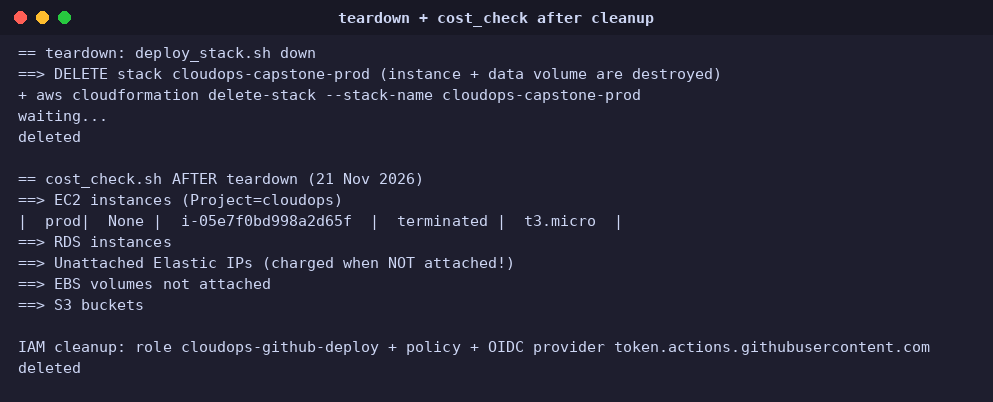 teardown + cost_check after cleanup
== teardown: deploy_stack.sh down
==> DELETE stack cloudops-capstone-prod (instance + data volume are destroyed)
+ aws cloudformation delete-stack --stack-name cloudops-capstone-prod
waiting...
deleted
== cost_check.sh AFTER teardown (21 Nov 2026)
==> EC2 instances (Project=cloudops)
|  prod|  None |  i-05e7f0bd998a2d65f  |  terminated |  t3.micro  |
==> RDS instances
==> Unattached Elastic IPs (charged when NOT attached!)
==> EBS volumes not attached
==> S3 buckets
IAM cleanup: role cloudops-github-deploy + policy + OIDC provider token.actions.githubusercontent.com
deleted